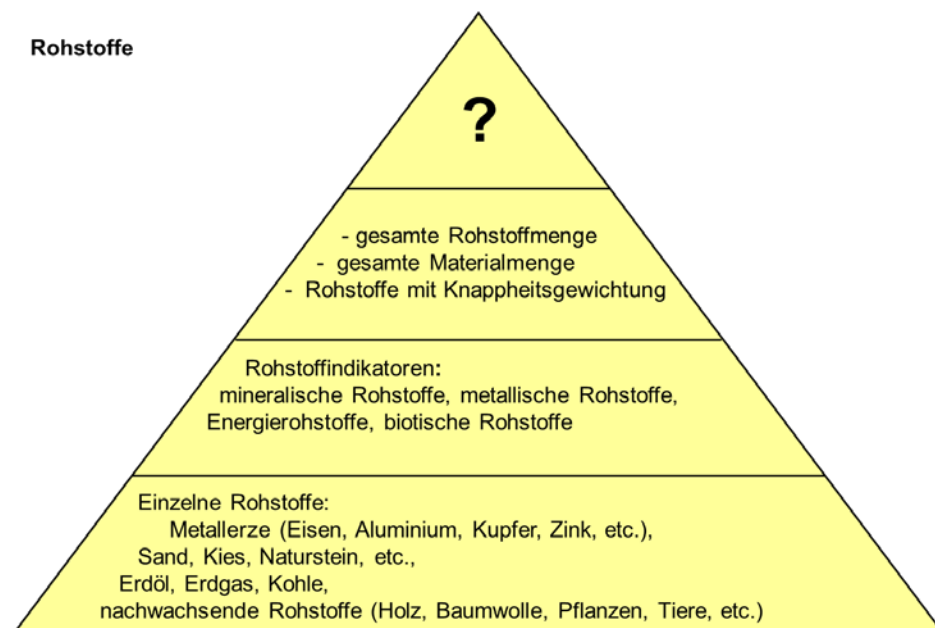 Rohstoffe
?
- gesamte Rohstoffmenge
- gesamte Materialmenge
- Rohstoffe mit Knappheitsgewichtung
Rohstoffindikatoren:
mineralische Rohstoffe, metallische Rohstoffe,
Energierohstoffe, biotische Rohstoffe
Einzelne Rohstoffe:
Metallerze (Eisen, Aluminium, Kupfer, Zink, etc.),
Sand, Kies, Naturstein, etc.,
Erdöl, Erdgas, Kohle,
nachwachsende Rohstoffe (Holz, Baumwolle, Pflanzen, Tiere, etc.)